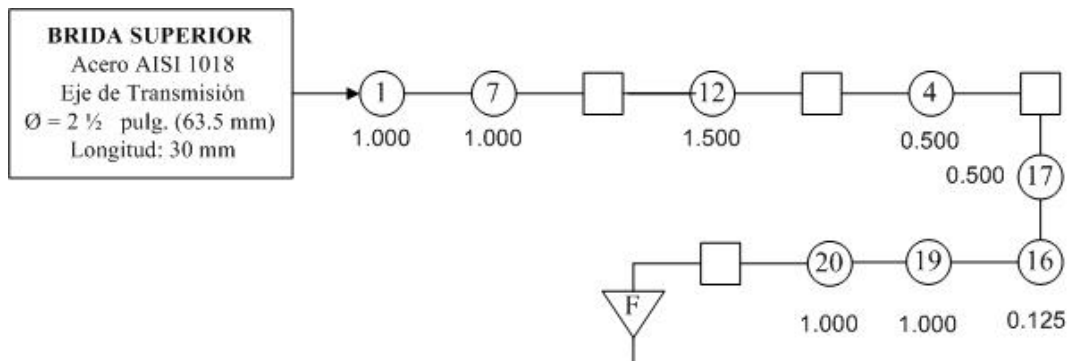 BRIDA SUPERIOR
Acero AISI 1018
Eje de Transmisión
Ø = 2 ½ pulg. (63.5 mm)
Longitud: 30 mm
1 7 12 4
1.000 1.000 1.500 0.500
17
0.500
F 20 19 16
1.000 1.000 0.125